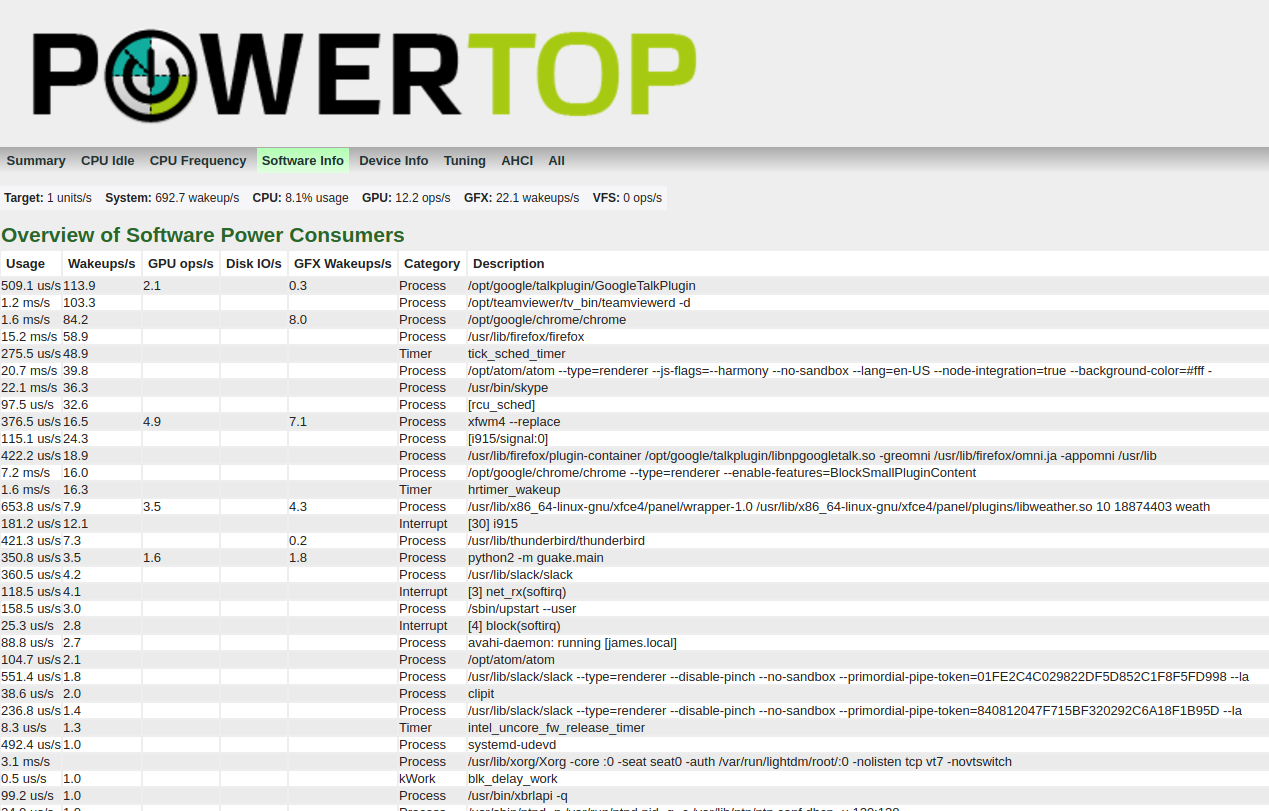 POWERTOP
Summary CPU Idle CPU Frequency Software Info Device Info Tuning AHCI All
Target: 1 units/s System: 692.7 wakeup/s CPU: 8.1% usage GPU: 12.2 ops/s GFX: 22.1 wakeups/s VFS: 0 ops/s
Overview of Software Power Consumers
Usage Wakeups/s GPU ops/s Disk IO/s GFX Wakeups/s Category Description
509.1 us/s 113.9 2.1 0.3 Process /opt/google/talkplugin/GoogleTalkPlugin
1.2 ms/s 103.3 Process /opt/teamviewer/tv_bin/teamviewerd -d
1.6 ms/s 84.2 8.0 Process /opt/google/chrome/chrome
15.2 ms/s 58.9 Process /usr/lib/firefox/firefox
275.5 us/s 48.9 Timer tick_sched_timer
20.7 ms/s 39.8 Process /opt/atom/atom --type=renderer --js-flags=--harmony --no-sandbox --lang=en-US --node-integration=true --background-color=#fff -
22.1 ms/s 36.3 Process /usr/bin/skype
97.5 us/s 32.6 Process [rcu_sched]
376.5 us/s 16.5 4.9 7.1 Process xfwm4 --replace
115.1 us/s 24.3 Process [i915/signal:0]
422.2 us/s 18.9 Process /usr/lib/firefox/plugin-container /opt/google/talkplugin/libnpgoogletalk.so -greomni /usr/lib/firefox/omni.ja -appomni /usr/lib
7.2 ms/s 16.0 Process /opt/google/chrome/chrome --type=renderer --enable-features=BlockSmallPluginContent
1.6 ms/s 16.3 Timer hrtimer_wakeup
653.8 us/s 7.9 3.5 4.3 Process /usr/lib/x86_64-linux-gnu/xfce4/panel/wrapper-1.0 /usr/lib/x86_64-linux-gnu/xfce4/panel/plugins/libweather.so 10 18874403 weath
181.2 us/s 12.1 Interrupt [30] i915
421.3 us/s 7.3 0.2 Process /usr/lib/thunderbird/thunderbird
350.8 us/s 3.5 1.6 1.8 Process python2 -m guake.main
360.5 us/s 4.2 Process /usr/lib/slack/slack
118.5 us/s 4.1 Interrupt [3] net_rx(softirq)
158.5 us/s 3.0 Process /sbin/upstart --user
25.3 us/s 2.8 Interrupt [4] block(softirq)
88.8 us/s 2.7 Process avahi-daemon: running [james.local]
104.7 us/s 2.1 Process /opt/atom/atom
551.4 us/s 1.8 Process /usr/lib/slack/slack --type=renderer --disable-pinch --no-sandbox --primordial-pipe-token=01FE2C4C029822DF5D852C1F8F5FD998 --la
38.6 us/s 2.0 Process clipit
236.8 us/s 1.4 Process /usr/lib/slack/slack --type=renderer --disable-pinch --no-sandbox --primordial-pipe-token=840812047F715BF320292C6A18F1B95D --la
8.3 us/s 1.3 Timer intel_uncore_fw_release_timer
492.4 us/s 1.0 Process systemd-udevd
3.1 ms/s Process /usr/lib/xorg/Xorg -core :0 -seat seat0 -auth /var/run/lightdm/root/:0 -nolisten tcp vt7 -novtswitch
0.5 us/s 1.0 kWork blk_delay_work
99.2 us/s 1.0 Process /usr/bin/xbrlapi -q